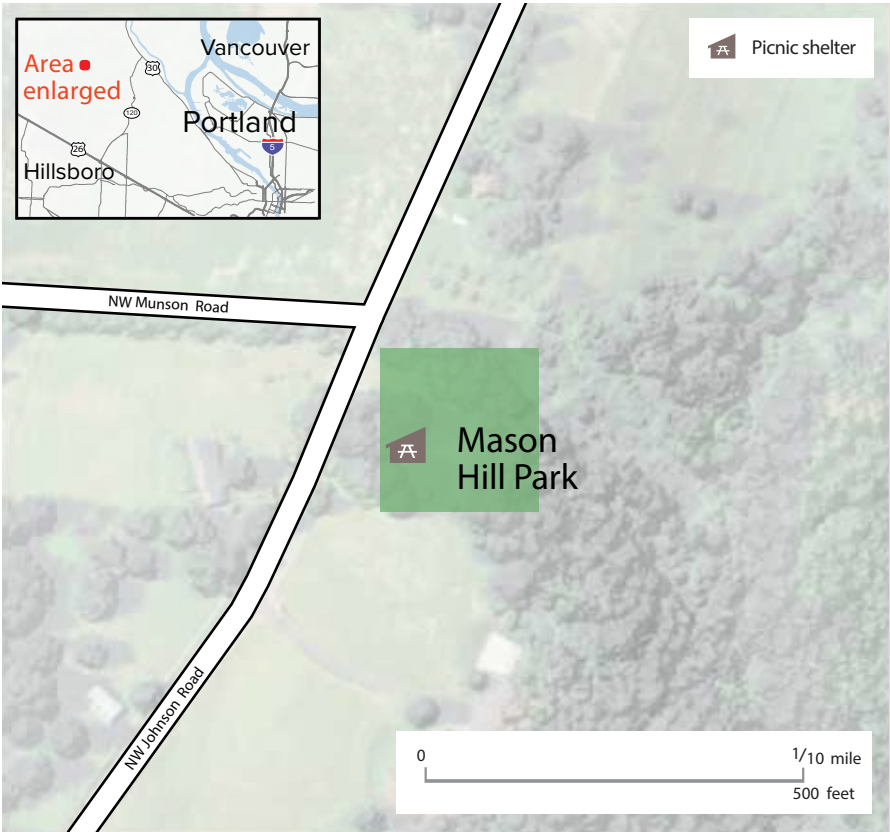 Area
enlarged
Vancouver
30
120
Portland
26
5
Hillsboro
Picnic shelter
NW Munson Road
Mason
Hill Park
NW Johnson Road
0
1/10 mile
500 feet